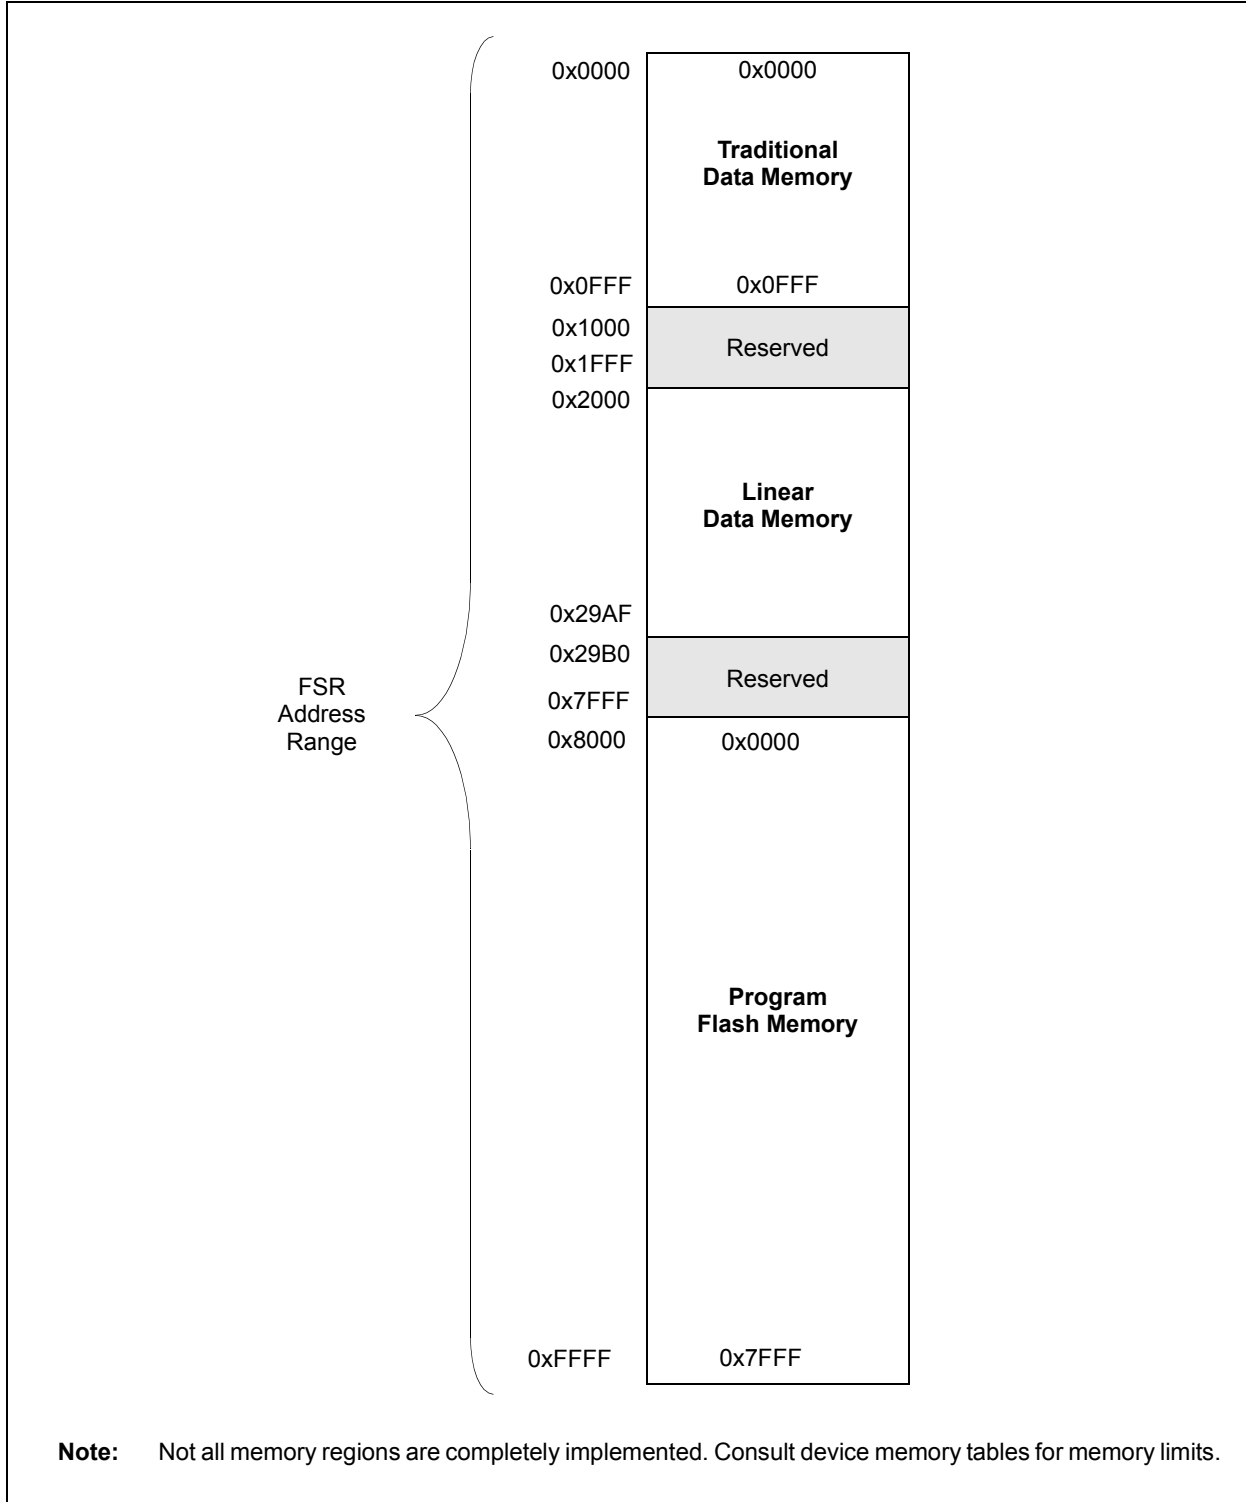 0x0000 0x0000
Traditional
Data Memory
0x0FFF 0x0FFF
0x1000
Reserved
0x1FFF
0x2000
Linear
Data Memory
0x29AF
0x29B0
Reserved
0x7FFF
FSR
Address
Range
0x8000 0x0000
Program
Flash Memory
0xFFFF 0x7FFF
Note: Not all memory regions are completely implemented. Consult device memory tables for memory limits.